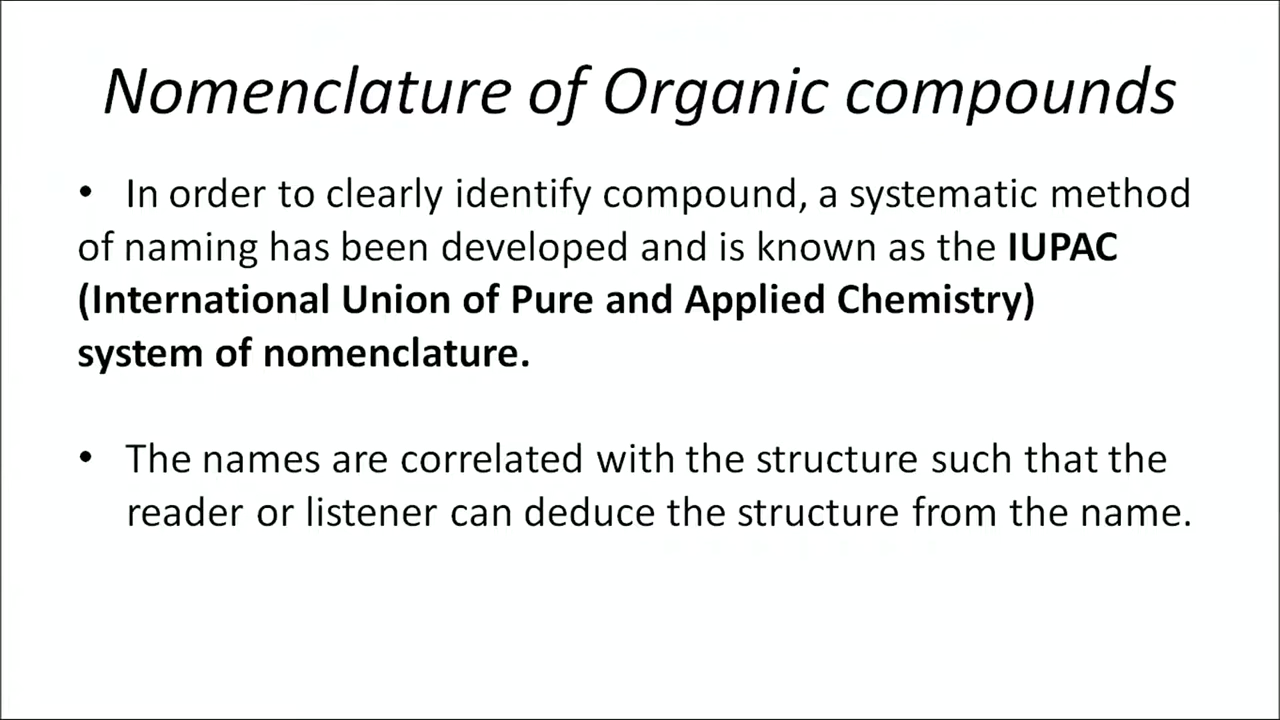 Nomenclature of Organic compounds
• In order to clearly identify compound, a systematic method
of naming has been developed and is known as the IUPAC
(International Union of Pure and Applied Chemistry)
system of nomenclature.
• The names are correlated with the structure such that the
reader or listener can deduce the structure from the name.